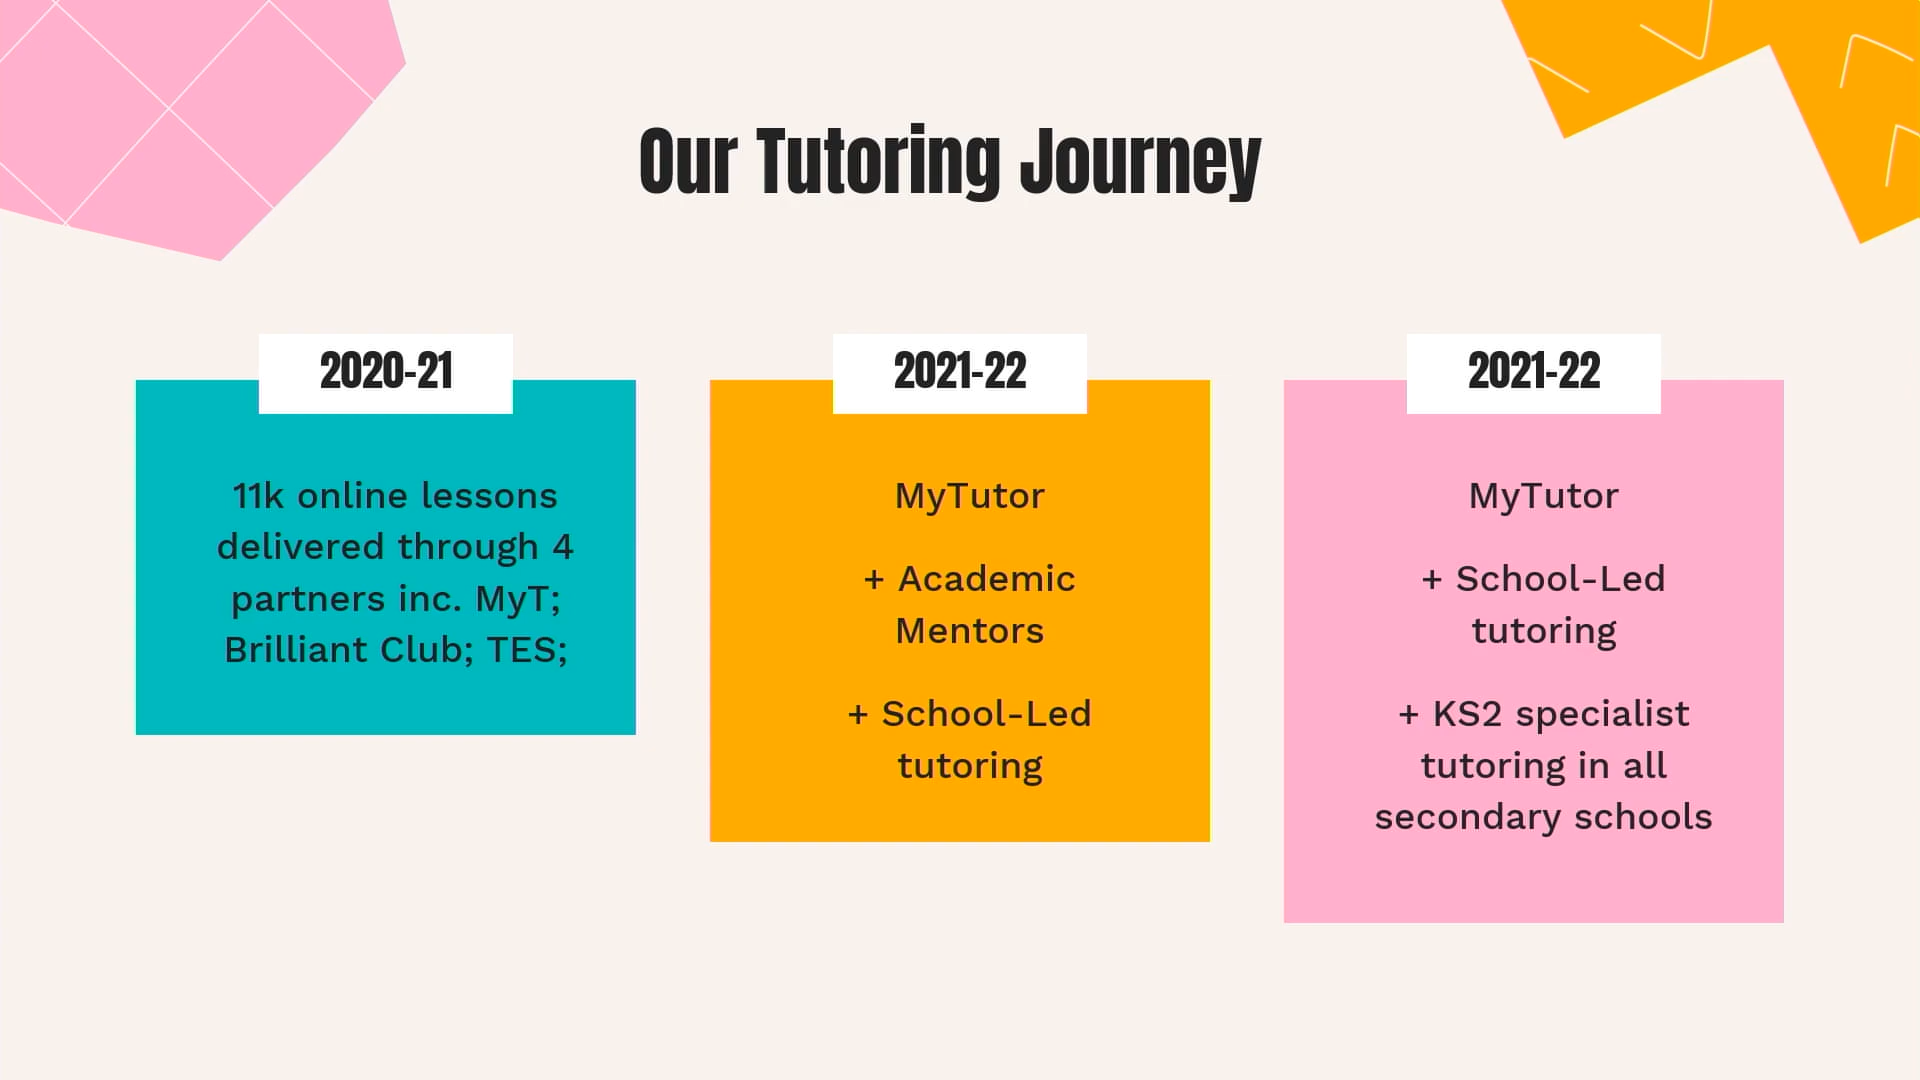 Our Tutoring Journey
2020-21
11k online lessons
delivered through 4
partners inc. MyT;
Brilliant Club; TES;
2021-22
MyTutor
+ Academic
Mentors
+ School-Led
tutoring
2021-22
MyTutor
+ School-Led
tutoring
+ KS2 specialist
tutoring in all
secondary schools